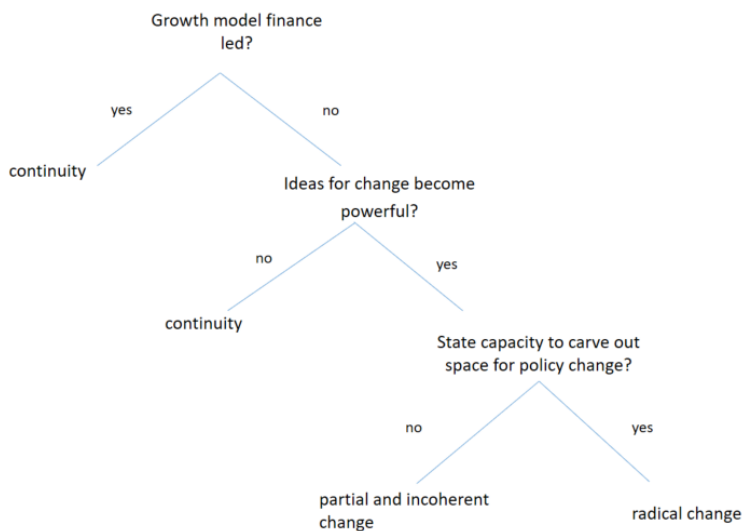 Growth model finance
led?
yes
no
continuity
Ideas for change become
powerful?
no
yes
continuity
State capacity to carve out
space for policy change?
no
yes
partial and incoherent
change
radical change